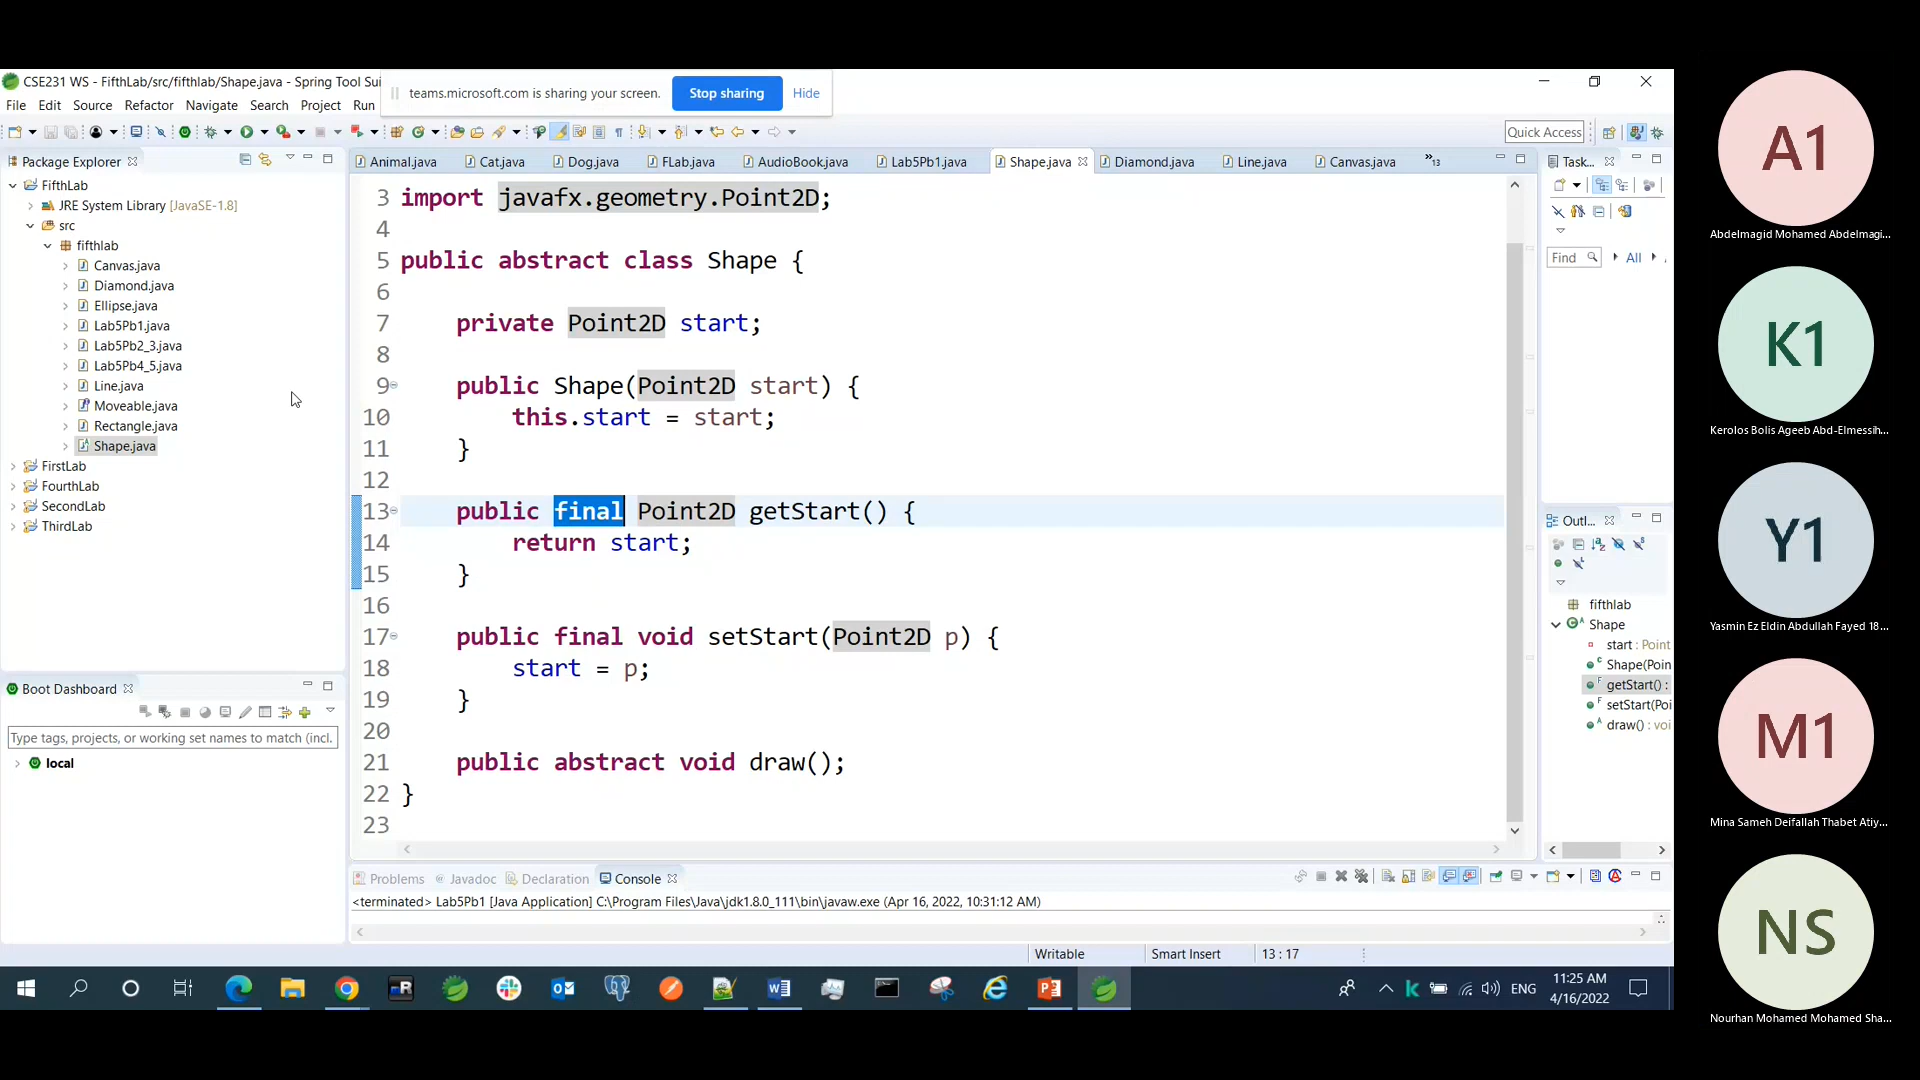 CSE231 WS - FifthLab/src/fifthlab/Shape.java - Spring Tool Sui
teams.microsoft.com is sharing your screen. Stop sharing Hide
File Edit Source Refactor Navigate Search Project Run
Quick Access
Package Explorer
FifthLab
JRE System Library [JavaSE-1.8]
src
fifthlab
Canvas.java
Diamond.java
Ellipse.java
Lab5Pb1.java
Lab5Pb2_3.java
Lab5Pb4_5.java
Line.java
Moveable.java
Rectangle.java
Shape.java
FirstLab
FourthLab
SecondLab
ThirdLab
Boot Dashboard
Type tags, projects, or working set names to match (incl.
local
Animal.java Cat.java Dog.java FLab.java AudioBook.java Lab5Pb1.java Shape.java Diamond.java Line.java Canvas.java »13
3 import javafx.geometry.Point2D;
4
5 public abstract class Shape {
6
7 private Point2D start;
8
9 public Shape(Point2D start) {
10 this.start = start;
11 }
12
13 public final Point2D getStart() {
14 return start;
15 }
16
17 public final void setStart(Point2D p) {
18 start = p;
19 }
20
21 public abstract void draw();
22 }
23
Problems @ Javadoc Declaration Console
<terminated> Lab5Pb1 [Java Application] C:\Program Files\Java\jdk1.8.0_111\bin\javaw.exe (Apr 16, 2022, 10:31:12 AM)
Task...
Find All
Outl...
fifthlab
Shape
start : Point
Shape(Poin
getStart() :
setStart(Poi
draw() : voi
Writable Smart Insert 13 : 17
ENG
11:25 AM
4/16/2022
A1
Abdelmagid Mohamed Abdelmagi...
K1
Kerolos Bolis Ageeb Abd-Elmessih...
Y1
Yasmin Ez Eldin Abdullah Fayed 18...
M1
Mina Sameh Deifallah Thabet Atiy...
NS
Nourhan Mohamed Mohamed Sha...